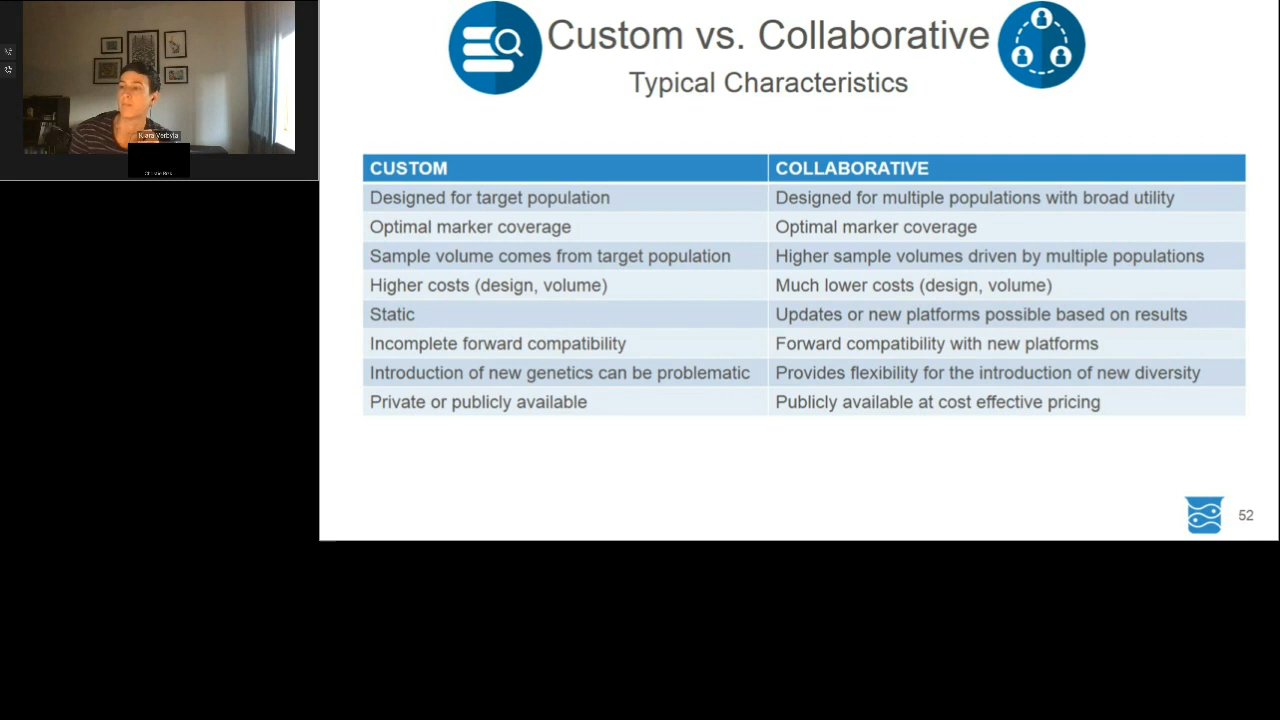 Custom vs. Collaborative
Typical Characteristics
Klara Verbyla
CUSTOM COLLABORATIVE
Designed for target population Designed for multiple populations with broad utility
Optimal marker coverage Optimal marker coverage
Sample volume comes from target population Higher sample volumes driven by multiple populations
Higher costs (design, volume) Much lower costs (design, volume)
Static Updates or new platforms possible based on results
Incomplete forward compatibility Forward compatibility with new platforms
Introduction of new genetics can be problematic Provides flexibility for the introduction of new diversity
Private or publicly available Publicly available at cost effective pricing
52